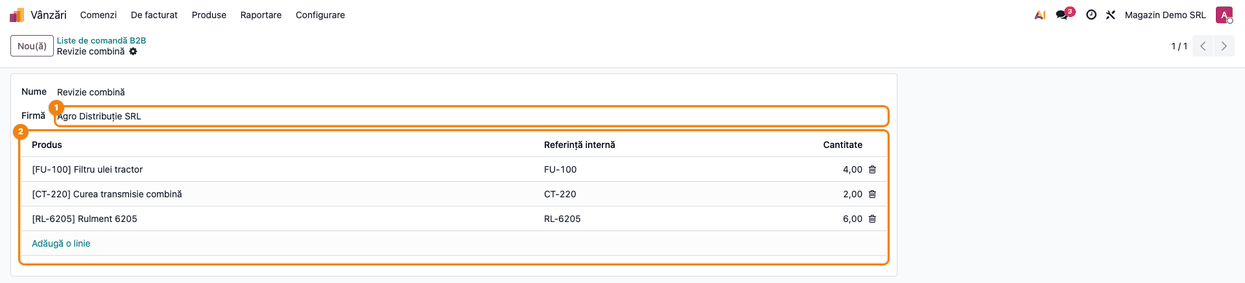 Vânzări Comenzi De facturat Produse Raportare Configurare AI 3 Magazin Demo SRL A
Nou(ă) Liste de comandă B2B
Revizie combină 1 / 1
Nume Revizie combină
1
Firmă Agro Distribuție SRL
2
Produs Referință internă Cantitate
[FU-100] Filtru ulei tractor FU-100 4,00
[CT-220] Curea transmisie combină CT-220 2,00
[RL-6205] Rulment 6205 RL-6205 6,00
Adăugă o linie